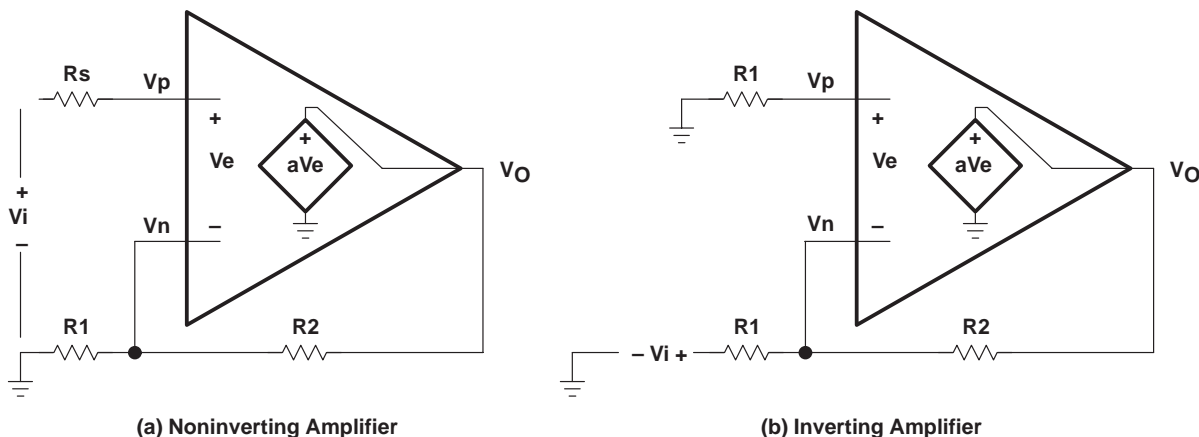 Rs
Vp
+
Ve
+
aVe
VO
+
Vi
–
Vn
–
R1
R2
(a) Noninverting Amplifier
R1
Vp
+
Ve
+
aVe
VO
Vn
–
– Vi +
R1
R2
(b) Inverting Amplifier